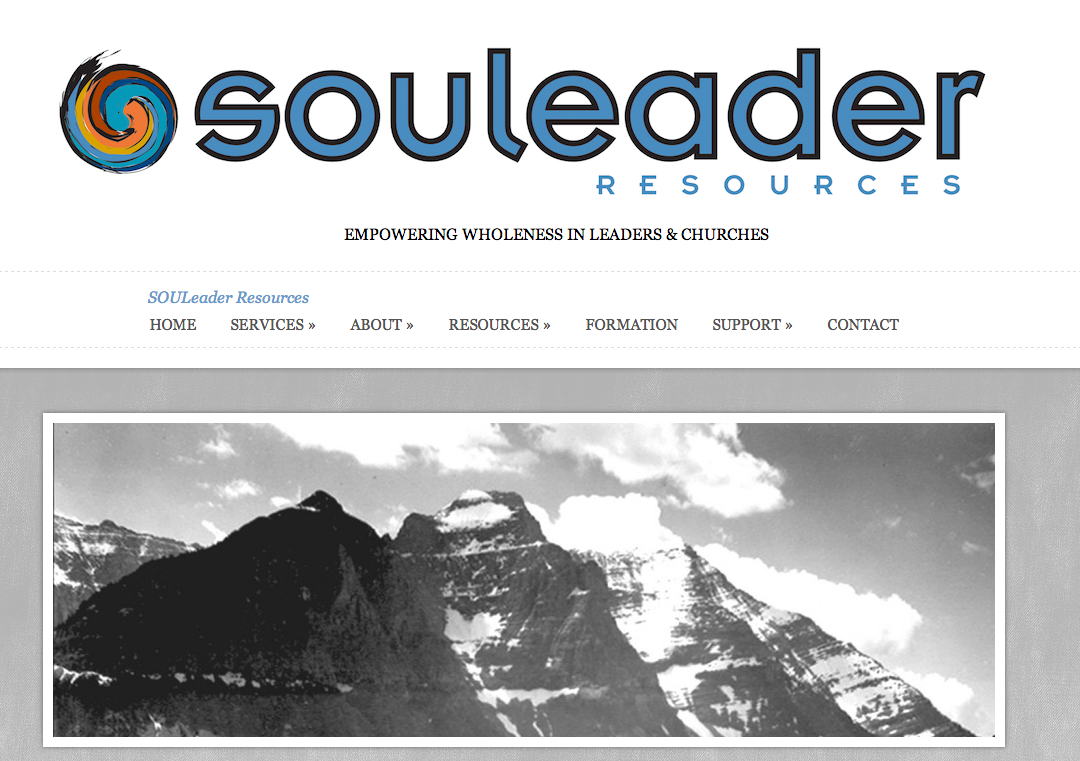 souleader
RESOURCES
EMPOWERING WHOLENESS IN LEADERS & CHURCHES
SOULeader Resources
HOME SERVICES » ABOUT » RESOURCES » FORMATION SUPPORT » CONTACT